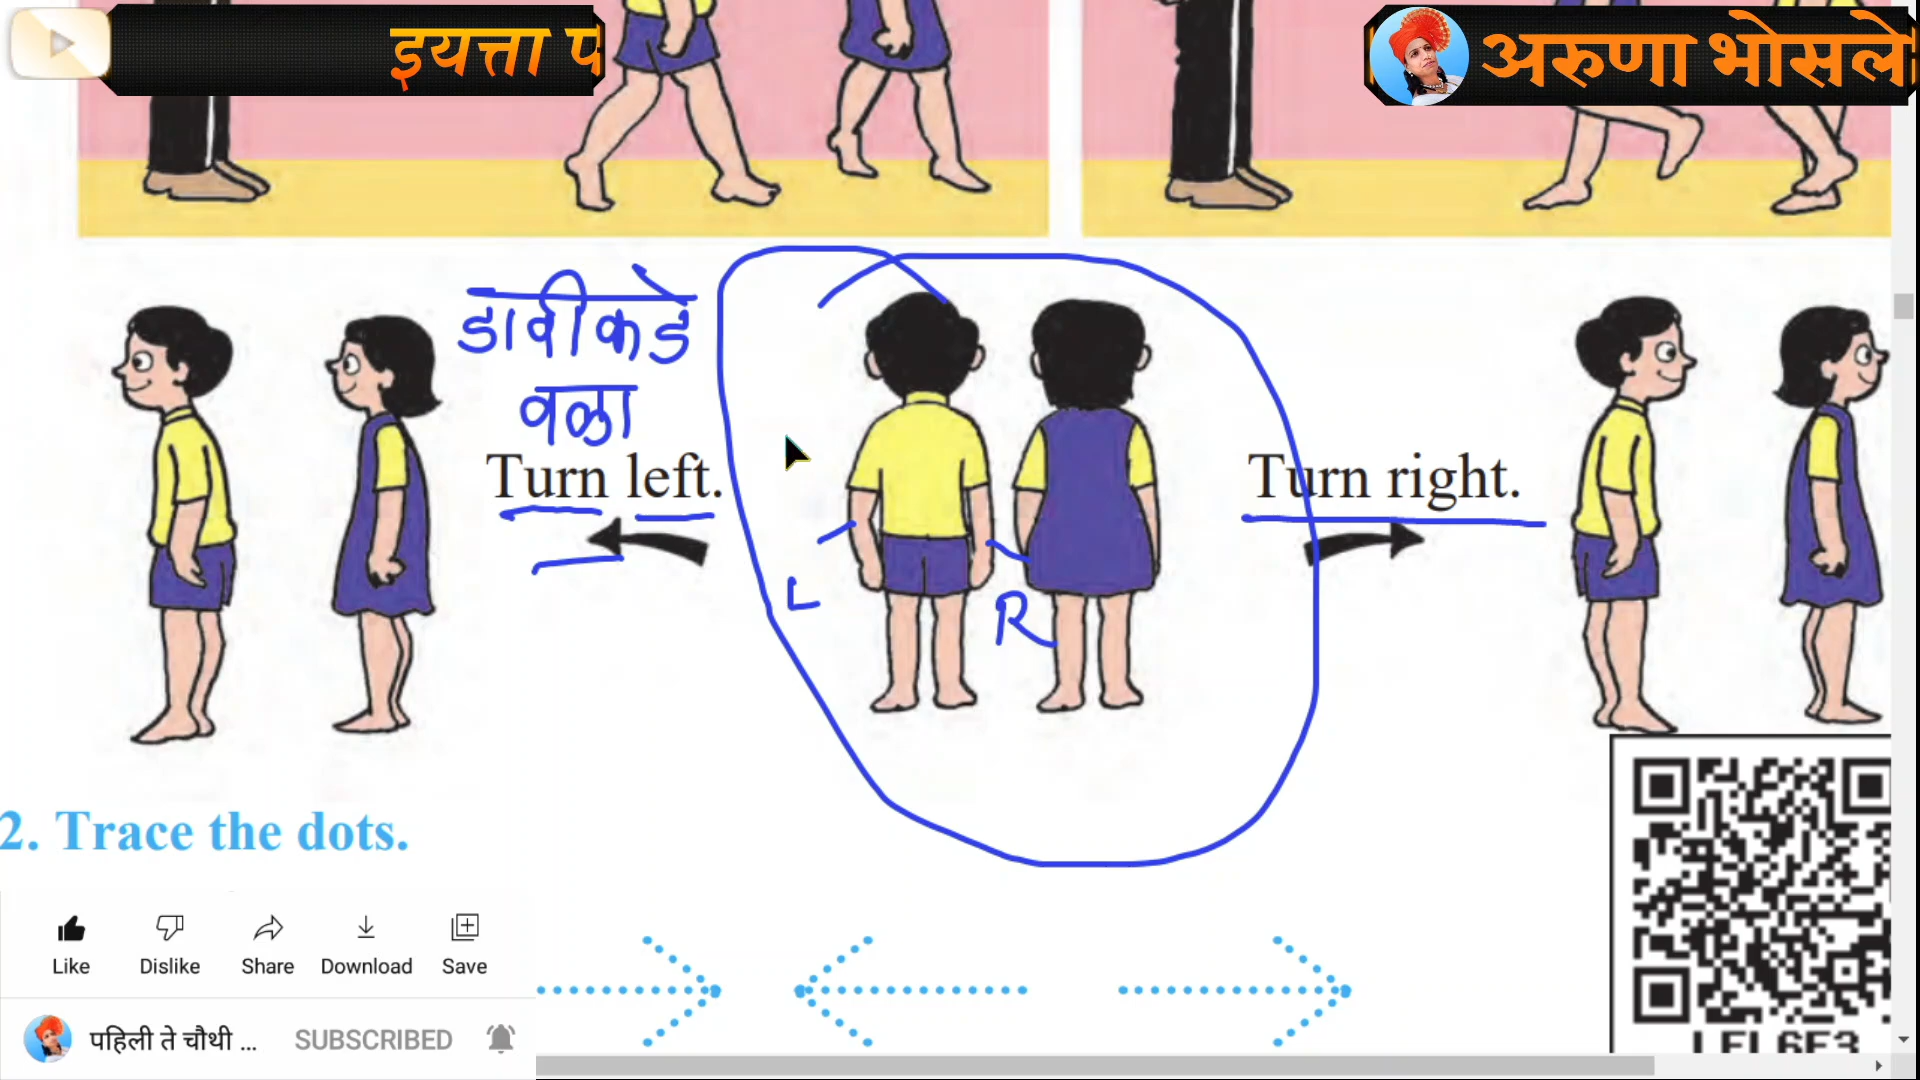 इयत्ता प
अरुणा भोसले
डावीकडे
वळा
Turn left.
Turn right.
L
R
2. Trace the dots.
Like Dislike Share Download Save
पहिली ते चौथी ... SUBSCRIBED